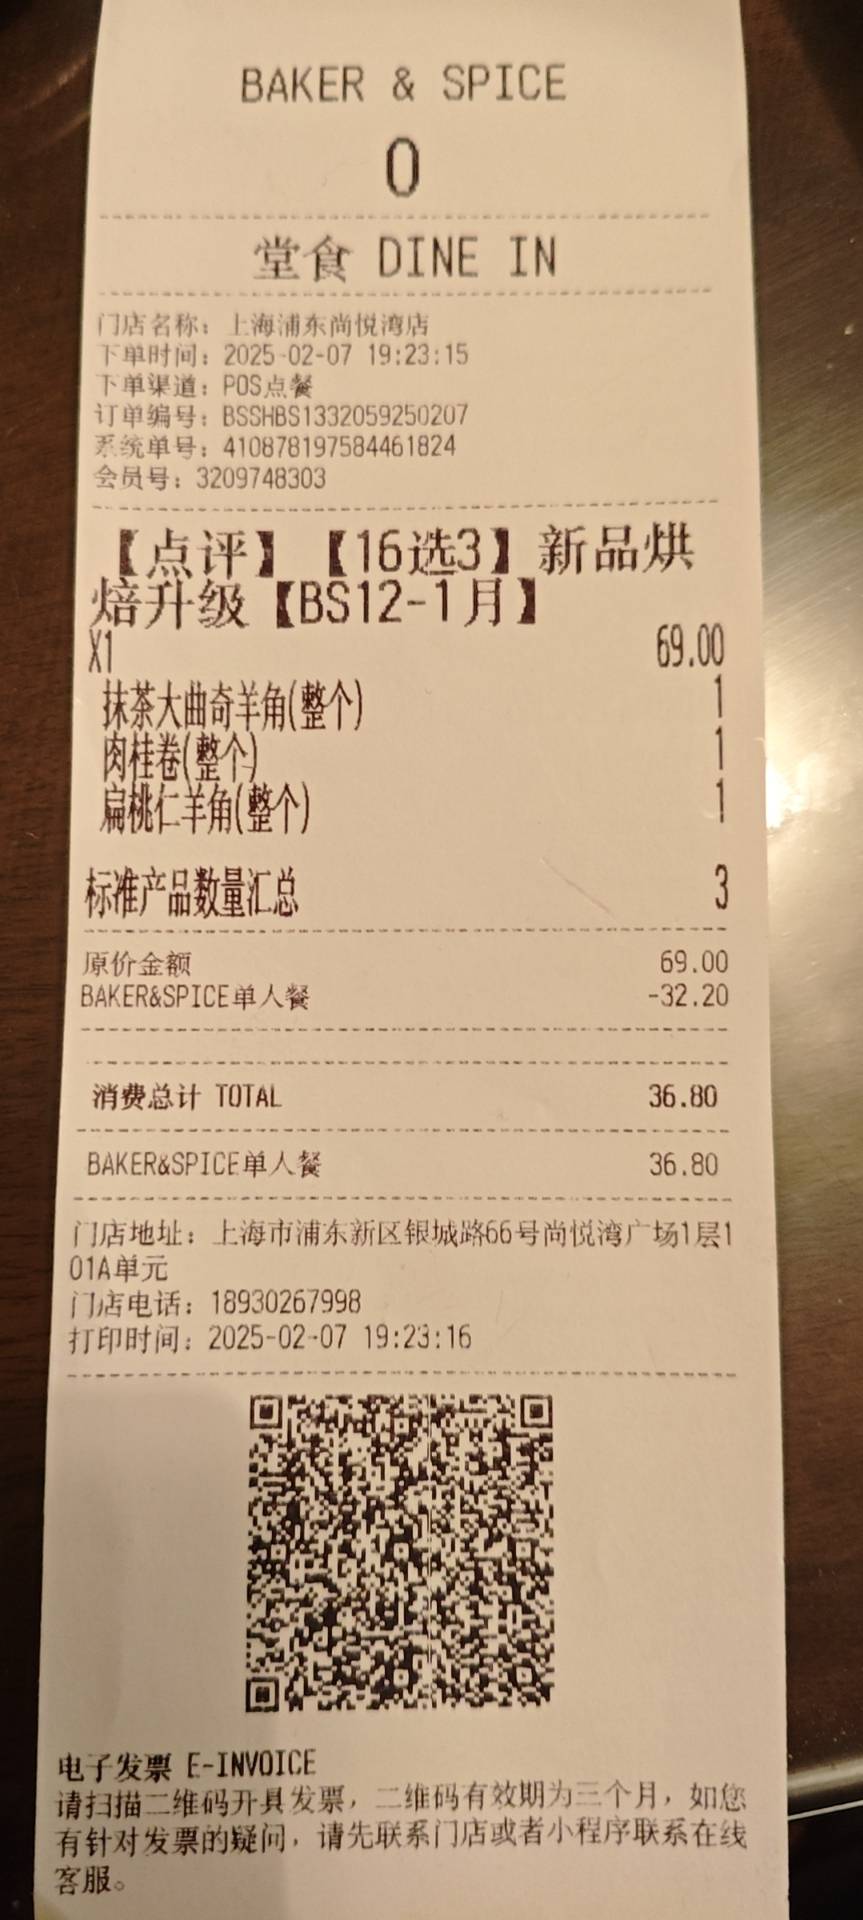 BAKER & SPICE
0
堂食 DINE IN
门店名称：上海浦东尚悦湾店
下单时间：2025-02-07 19:23:15
下单渠道：POS点餐
订单编号：BSSHBS1332059250207
系统单号：410878197584461824
会员号：3209748303
【点评】【16选3】新品烘
焙升级【BS12-1月】
X1 69.00
抹茶大曲奇羊角(整个) 1
肉桂卷(整个) 1
扁桃仁羊角(整个) 1
标准产品数量汇总 3
原价金额 69.00
BAKER&SPICE单人餐 -32.20
消费总计 TOTAL 36.80
BAKER&SPICE单人餐 36.80
门店地址：上海市浦东新区银城路66号尚悦湾广场1层1
01A单元
门店电话：18930267998
打印时间：2025-02-07 19:23:16
电子发票 E-INVOICE
请扫描二维码开具发票，二维码有效期为三个月，如您
有针对发票的疑问，请先联系门店或者小程序联系在线
客服。